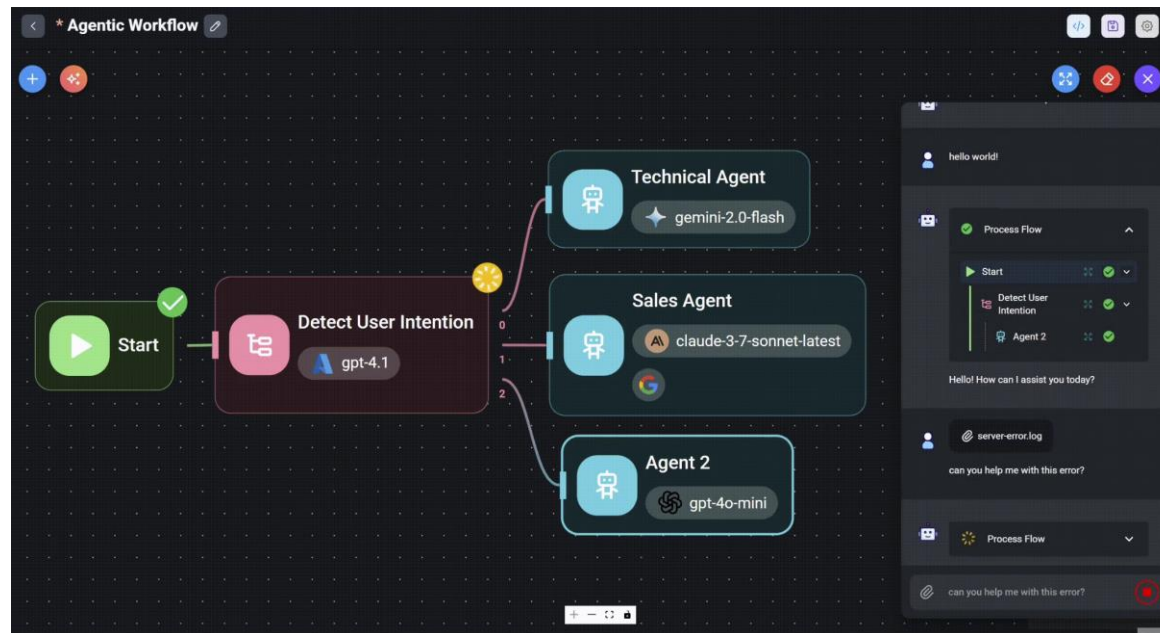 * Agentic Workflow
Technical Agent
gemini-2.0-flash
Start
Detect User Intention
gpt-4.1
0
1
2
Sales Agent
claude-3-7-sonnet-latest
Agent 2
gpt-4o-mini
hello world!
Process Flow
Start
Detect User
Intention
Agent 2
Hello! How can I assist you today?
server-error.log
can you help me with this error?
Process Flow
can you help me with this error?